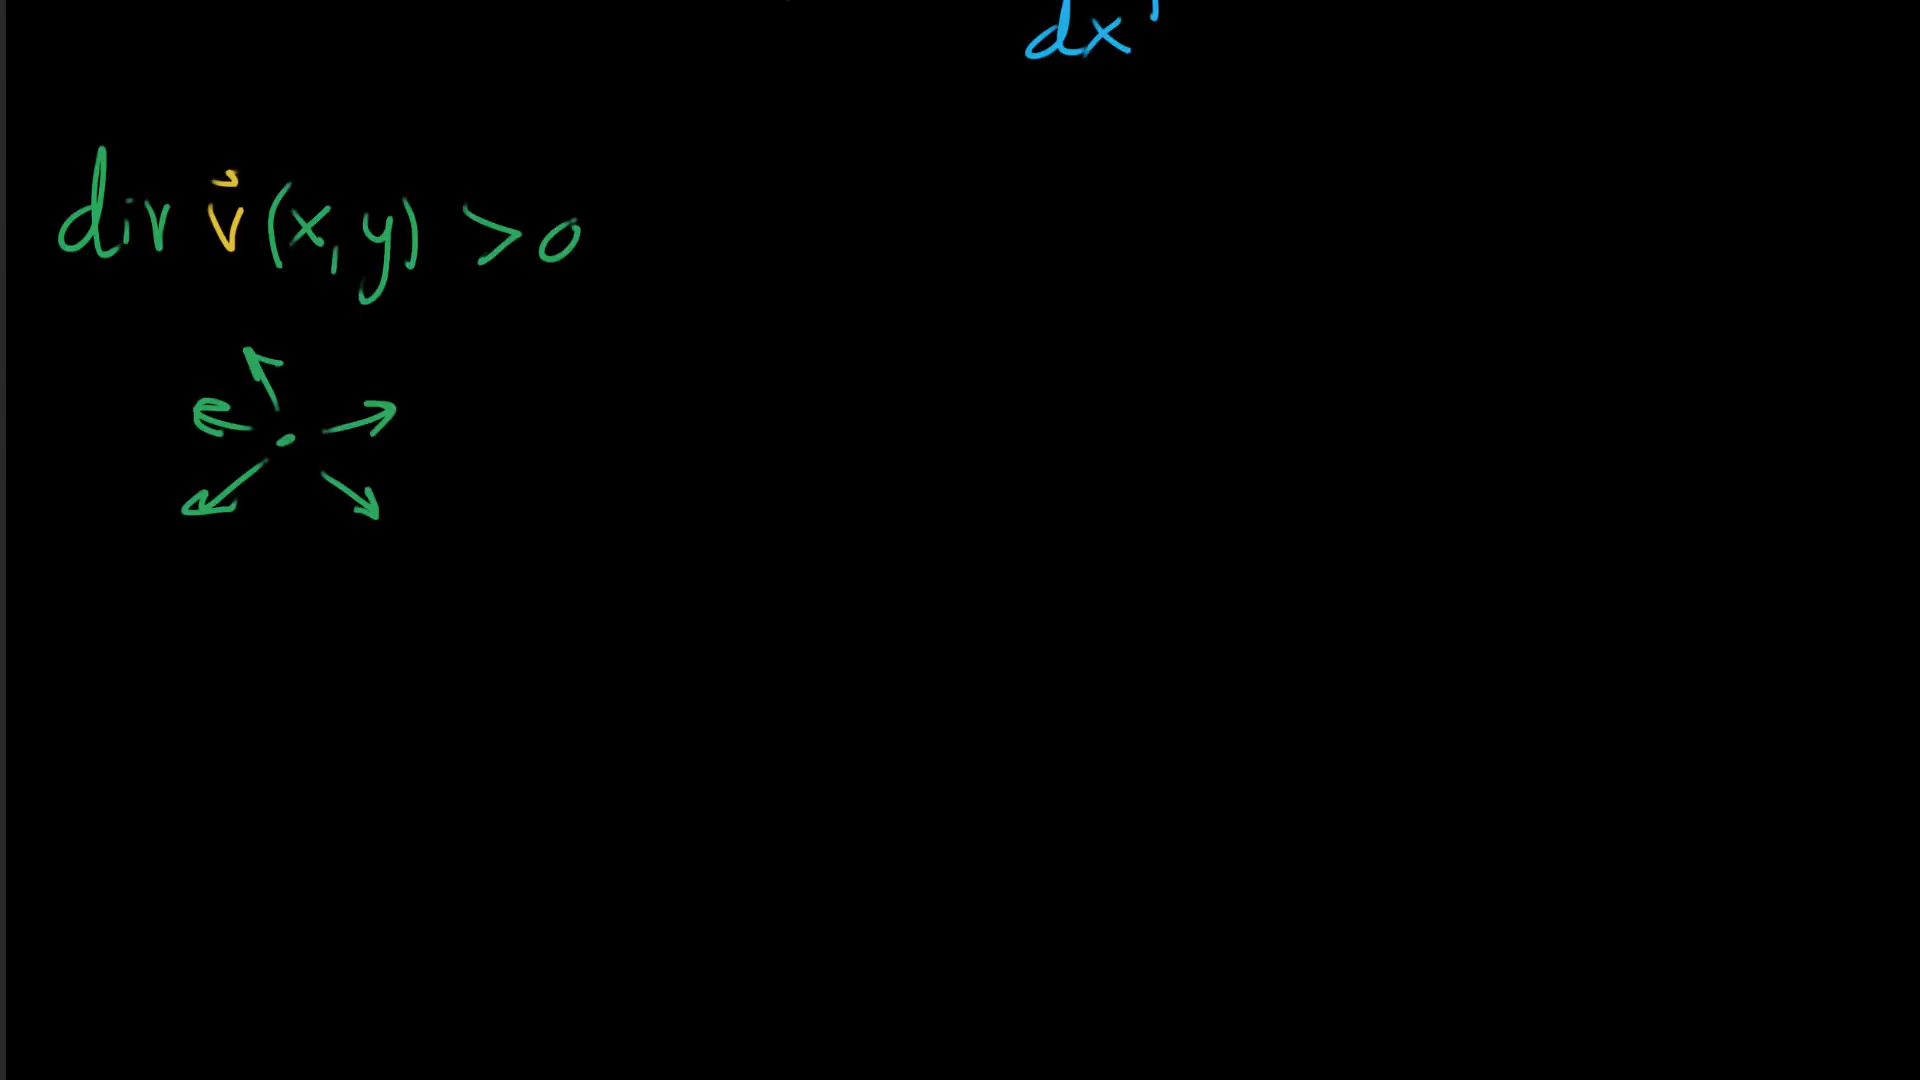 dx
div v⃗(x,y) >0